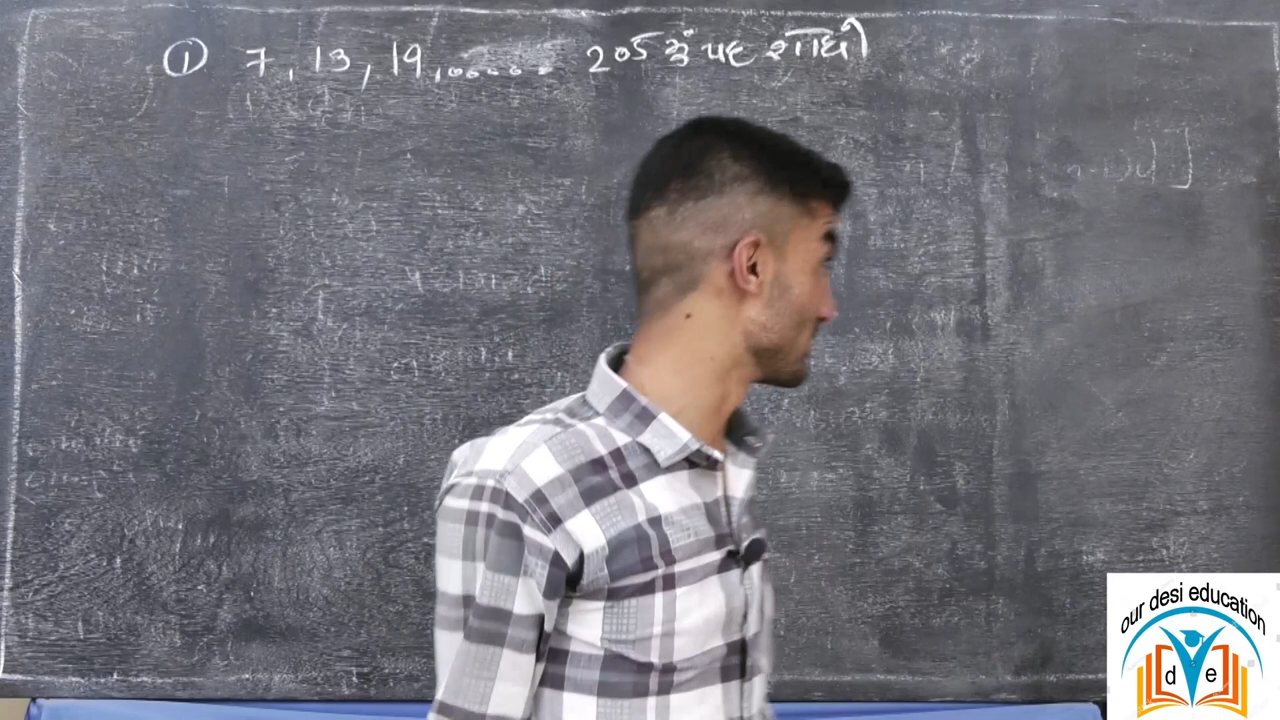 ① 7, 13, 19, ...... 205 મું પદ શોધો
our desi education
d e